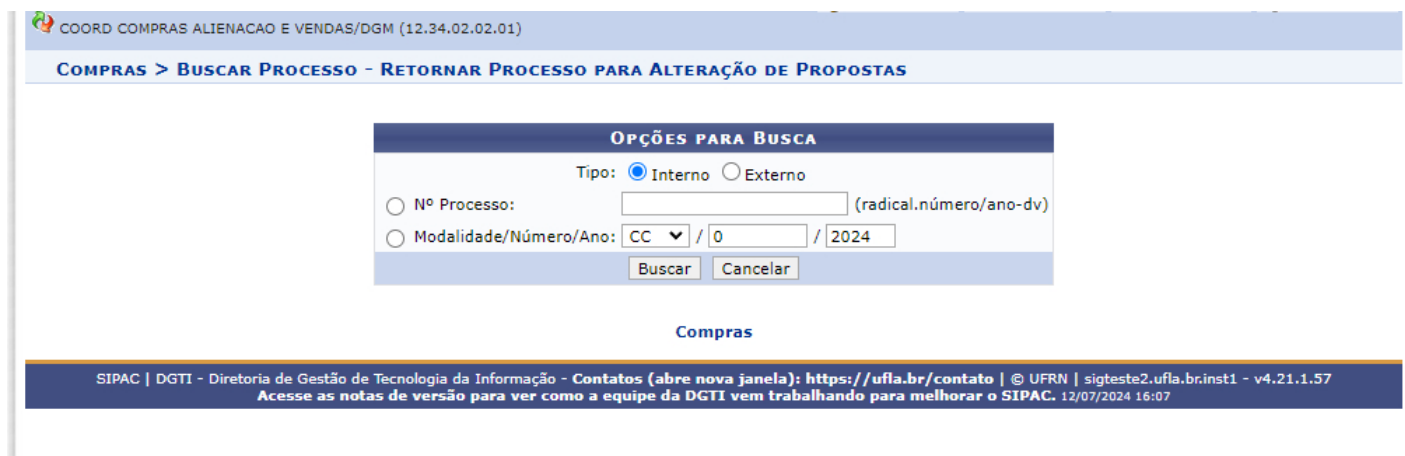 COORD COMPRAS ALIENACAO E VENDAS/DGM (12.34.02.02.01)
Compras > Buscar Processo - Retornar Processo para Alteração de Propostas
Opções para Busca
Tipo: Interno Externo
Nº Processo: (radical.número/ano-dv)
Modalidade/Número/Ano: CC / 0 / 2024
Buscar Cancelar
Compras
SIPAC | DGTI - Diretoria de Gestão de Tecnologia da Informação - Contatos (abre nova janela): https://ufla.br/contato | © UFRN | sigteste2.ufla.br.inst1 - v4.21.1.57
Acesse as notas de versão para ver como a equipe da DGTI vem trabalhando para melhorar o SIPAC. 12/07/2024 16:07